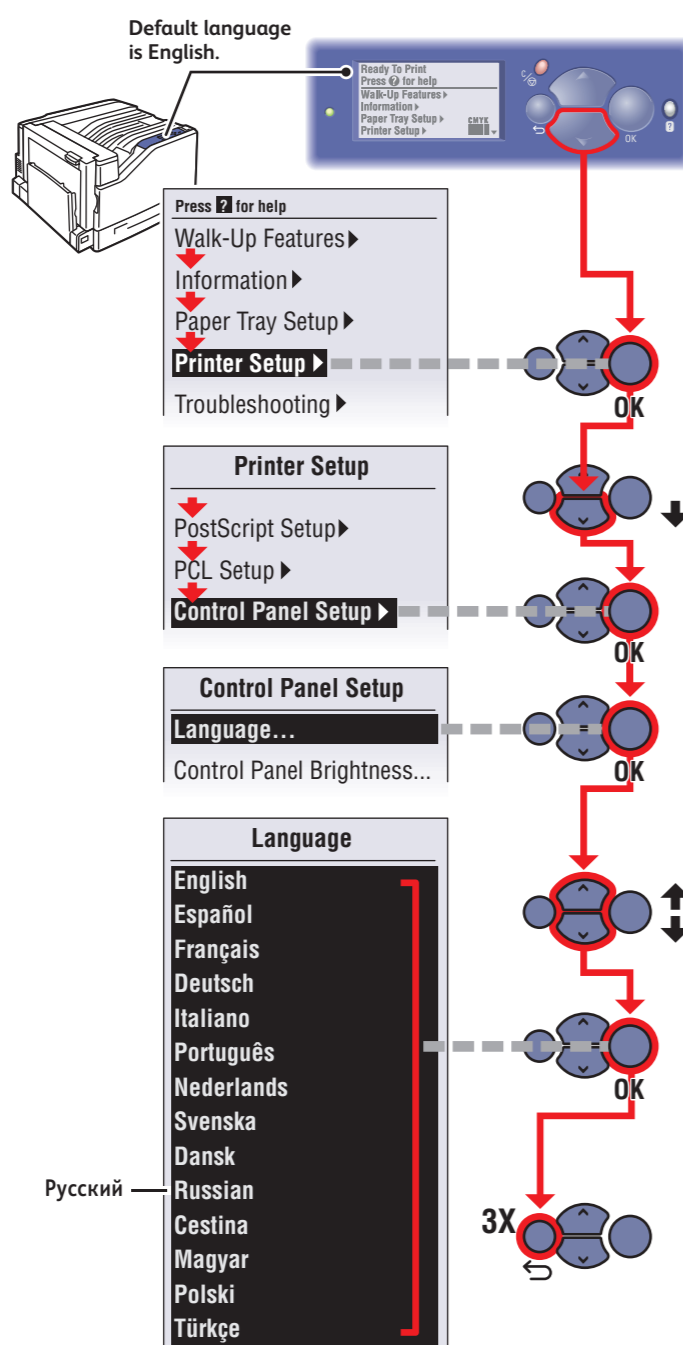 Default language
is English.
Ready To Print
Press ? for help
Walk-Up Features
Information
Paper Tray Setup
Printer Setup
CMYK
C/
?
OK
Press ? for help
Walk-Up Features
Information
Paper Tray Setup
Printer Setup
Troubleshooting
OK
Printer Setup
PostScript Setup
PCL Setup
Control Panel Setup
OK
Control Panel Setup
Language...
Control Panel Brightness...
OK
Language
English
Español
Français
Deutsch
Italiano
Português
Nederlands
Svenska
Dansk
Русский
Russian
Cestina
Magyar
Polski
Türkçe
OK
3X